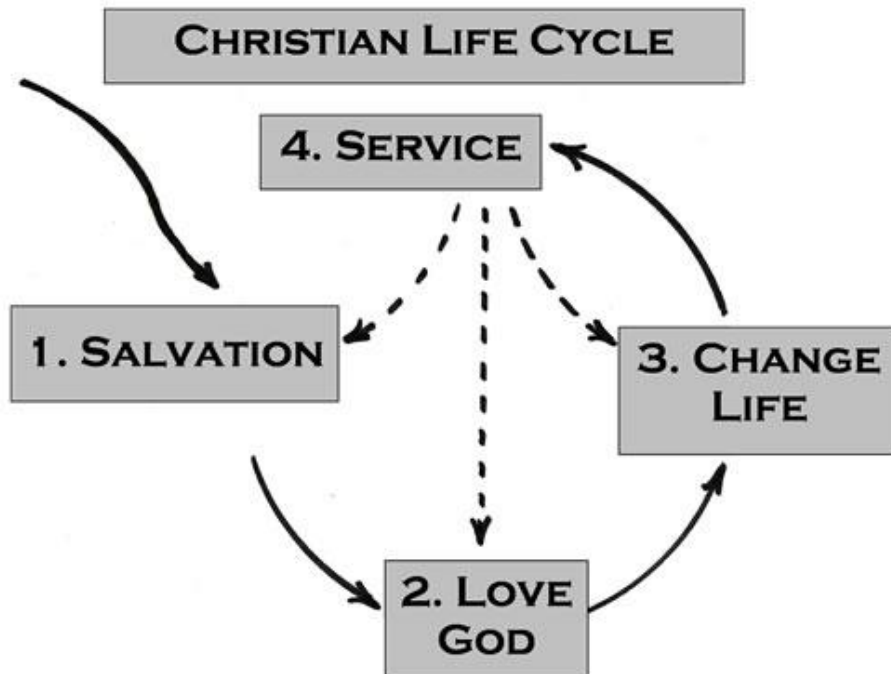 CHRISTIAN LIFE CYCLE
4. SERVICE
1. SALVATION
3. CHANGE
LIFE
2. LOVE
GOD